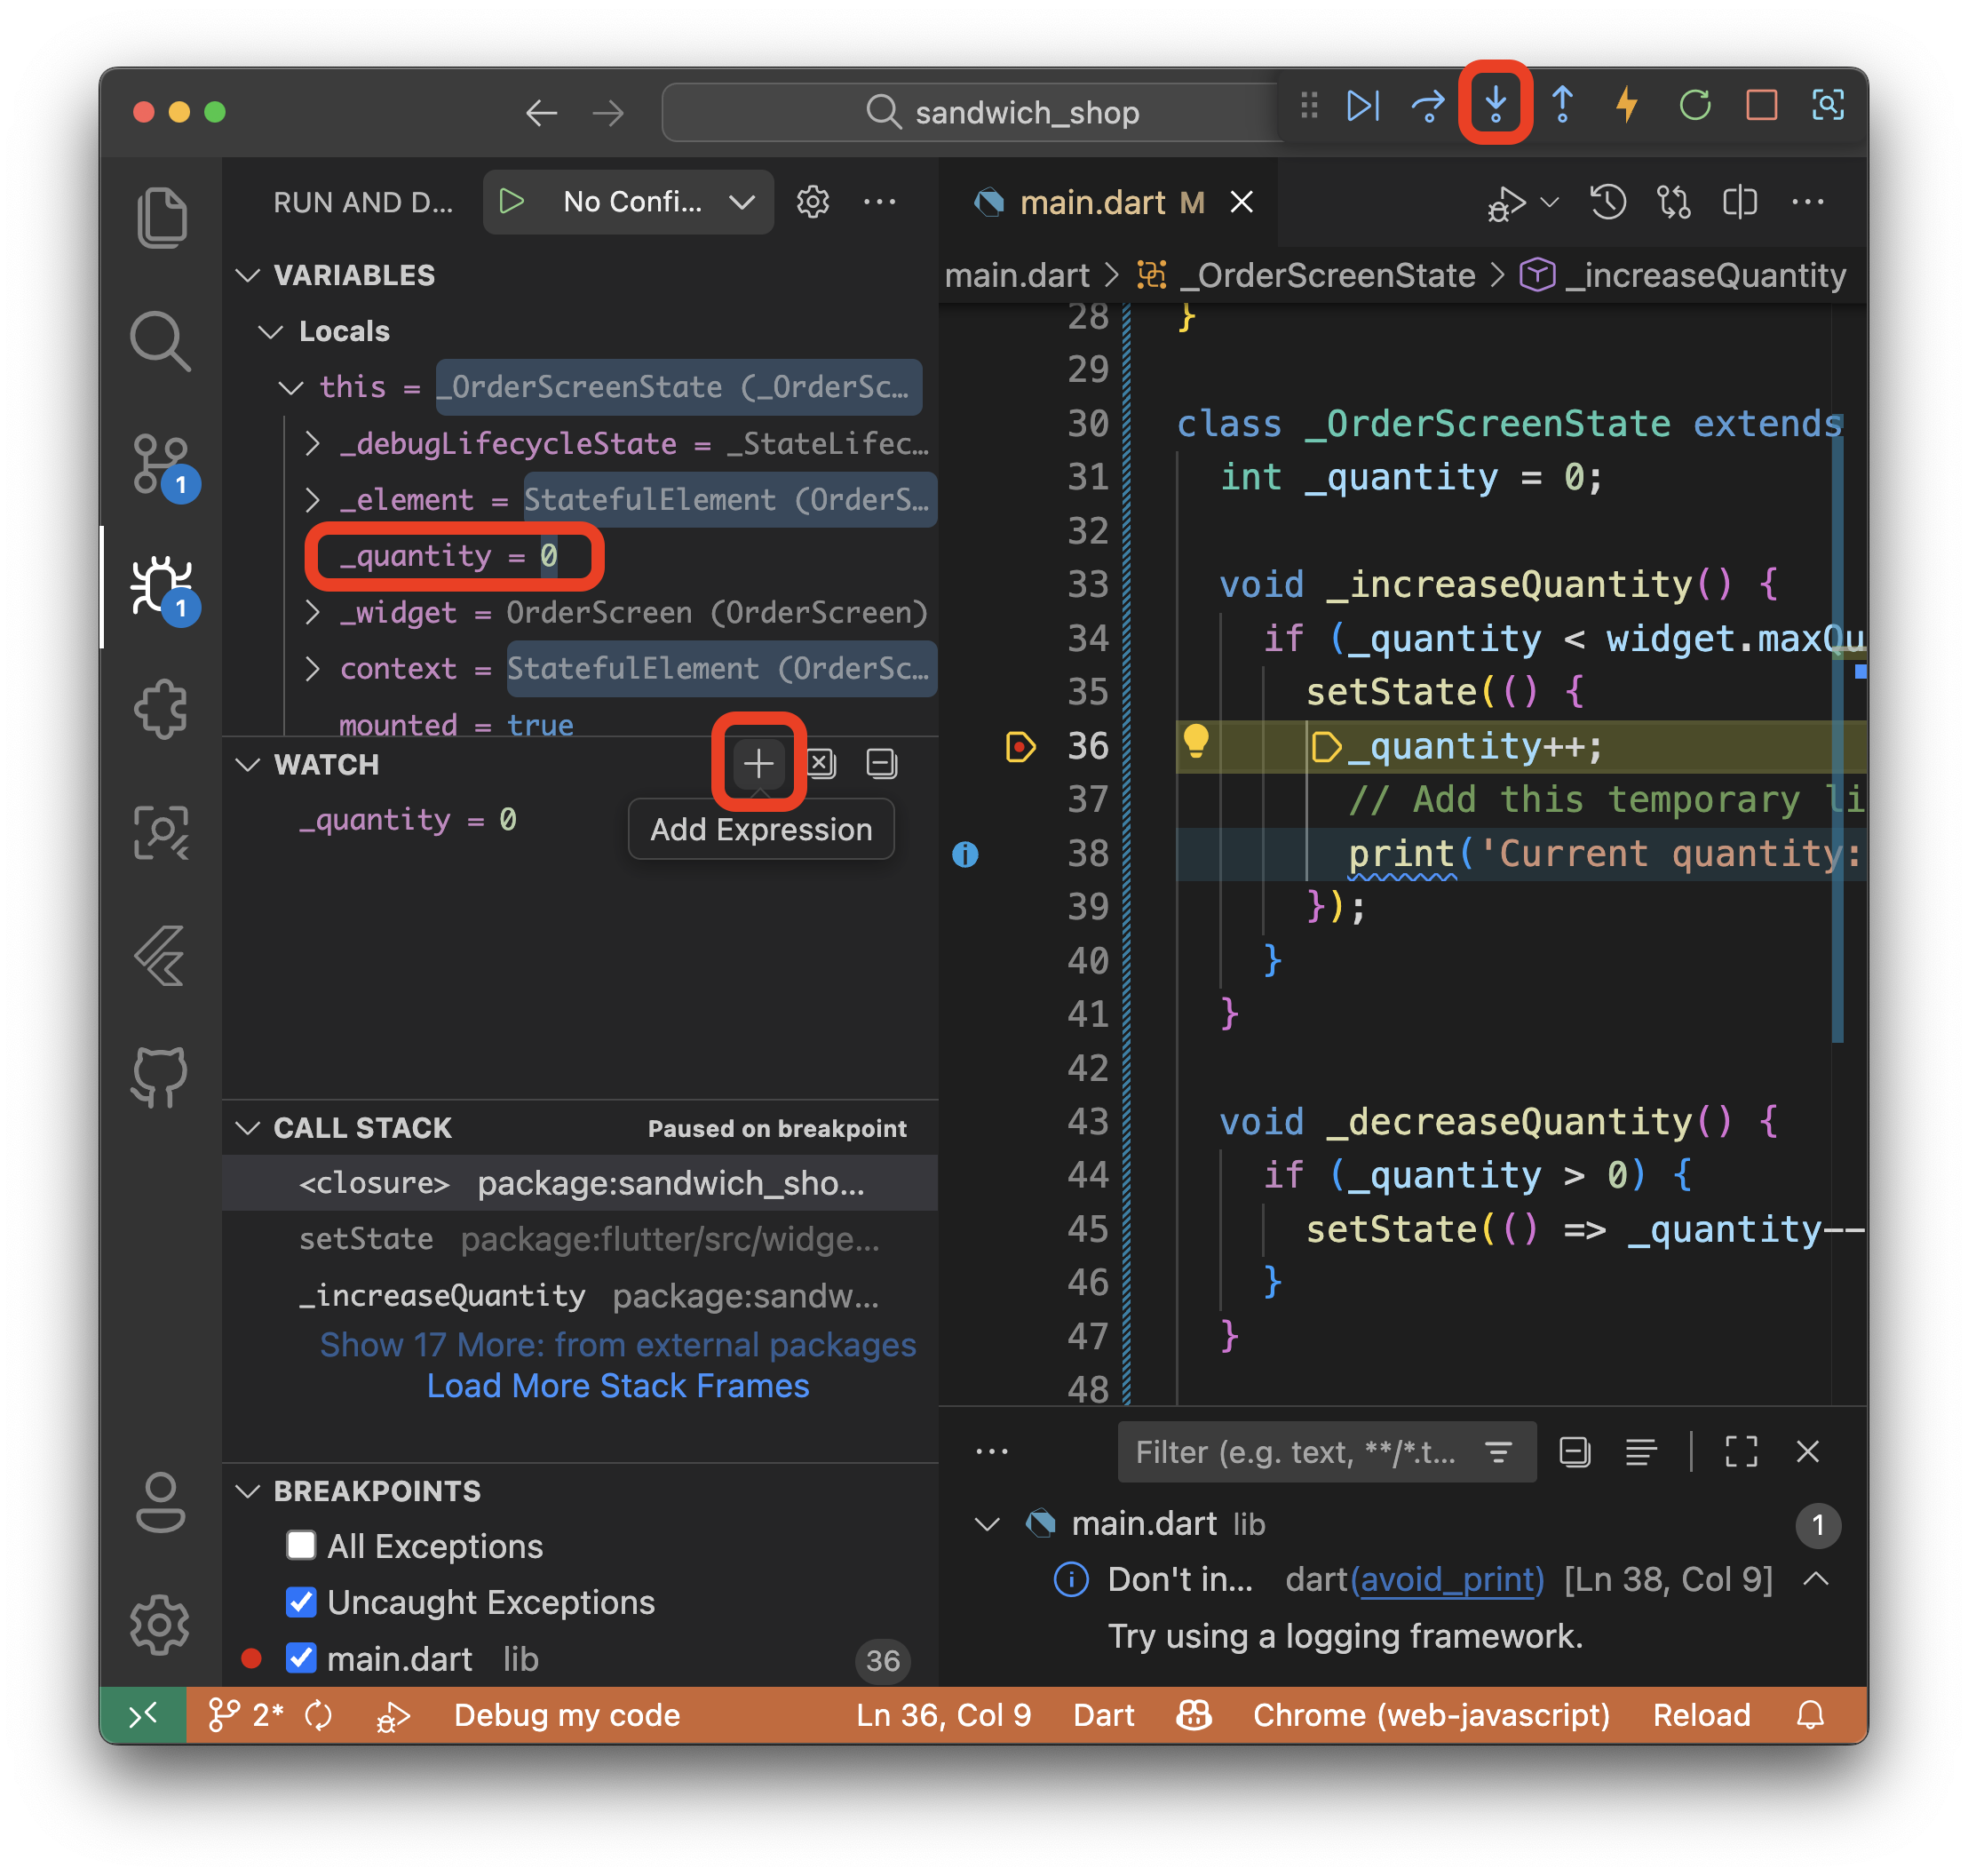 sandwich_shop
RUN AND D...
No Confi...
main.dart M
VARIABLES
main.dart > _OrderScreenState > _increaseQuantity
Locals
this = _OrderScreenState (_OrderSc...
_debugLifecycleState = _StateLifec...
_element = StatefulElement (OrderS...
_quantity = 0
_widget = OrderScreen (OrderScreen)
context = StatefulElement (OrderSc...
mounted = true
WATCH
_quantity = 0
Add Expression
CALL STACK
Paused on breakpoint
<closure> package:sandwich_sho...
setState package:flutter/src/widge...
_increaseQuantity package:sandw...
Show 17 More: from external packages
Load More Stack Frames
BREAKPOINTS
All Exceptions
Uncaught Exceptions
main.dart lib 36
28 }
29
30 class _OrderScreenState extends
31 int _quantity = 0;
32
33 void _increaseQuantity() {
34 if (_quantity < widget.maxQu
35 setState(() {
36 _quantity++;
37 // Add this temporary li
38 print('Current quantity:
39 });
40 }
41 }
42
43 void _decreaseQuantity() {
44 if (_quantity > 0) {
45 setState(() => _quantity--
46 }
47 }
48
Filter (e.g. text, **/*.t...
main.dart lib 1
Don't in... dart(avoid_print) [Ln 38, Col 9]
Try using a logging framework.
1
1
2* Debug my code Ln 36, Col 9 Dart Chrome (web-javascript) Reload